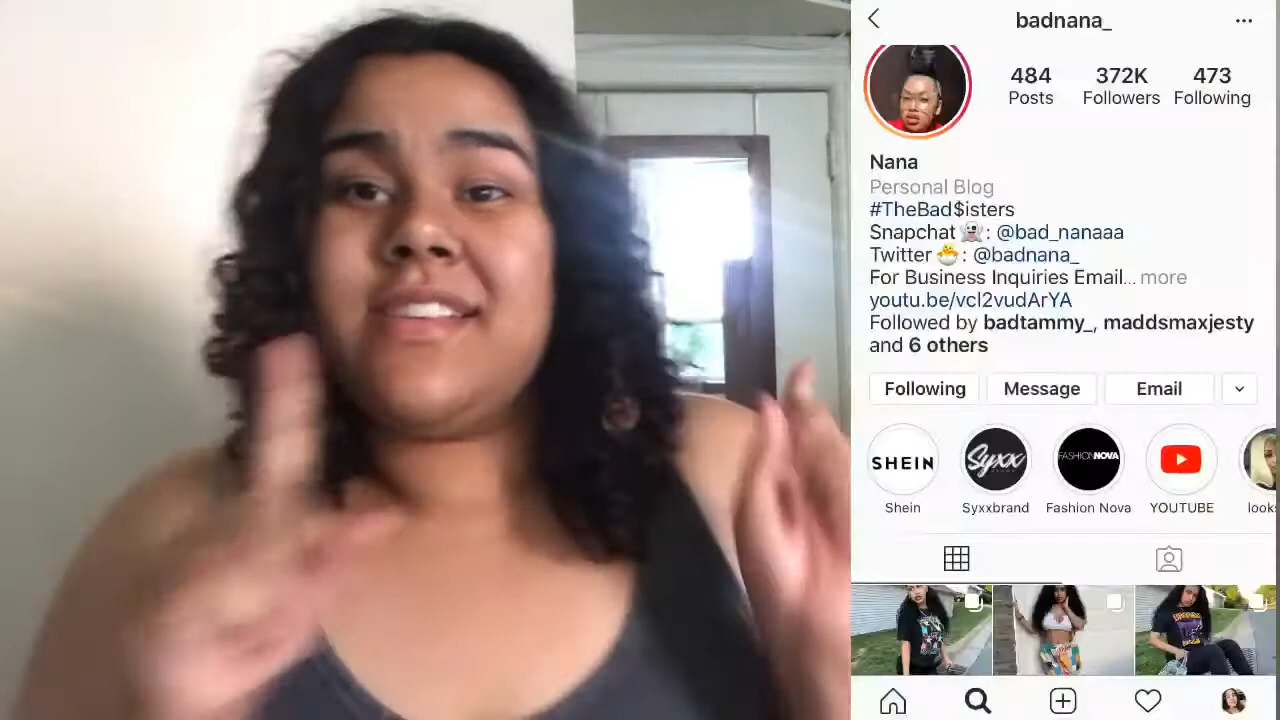 badnana_
484 372K 473
Posts Followers Following
Nana
Personal Blog
#TheBad$isters
Snapchat 👻: @bad_nanaaa
Twitter 🐣: @badnana_
For Business Inquiries Email... more
youtu.be/vcl2vudArYA
Followed by badtammy_, maddsmaxjesty
and 6 others
Following Message Email
SHEIN Syxx FASHIONNOVA
Shein Syxxbrand Fashion Nova YOUTUBE looks